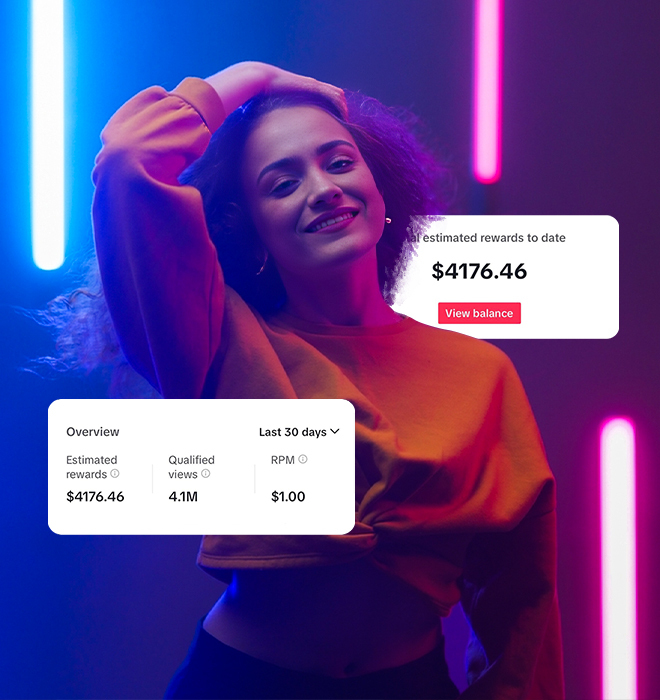 estimated rewards to date
$4176.46
View balance
Overview
Last 30 days
Estimated rewards
Qualified views
RPM
$4176.46
4.1M
$1.00